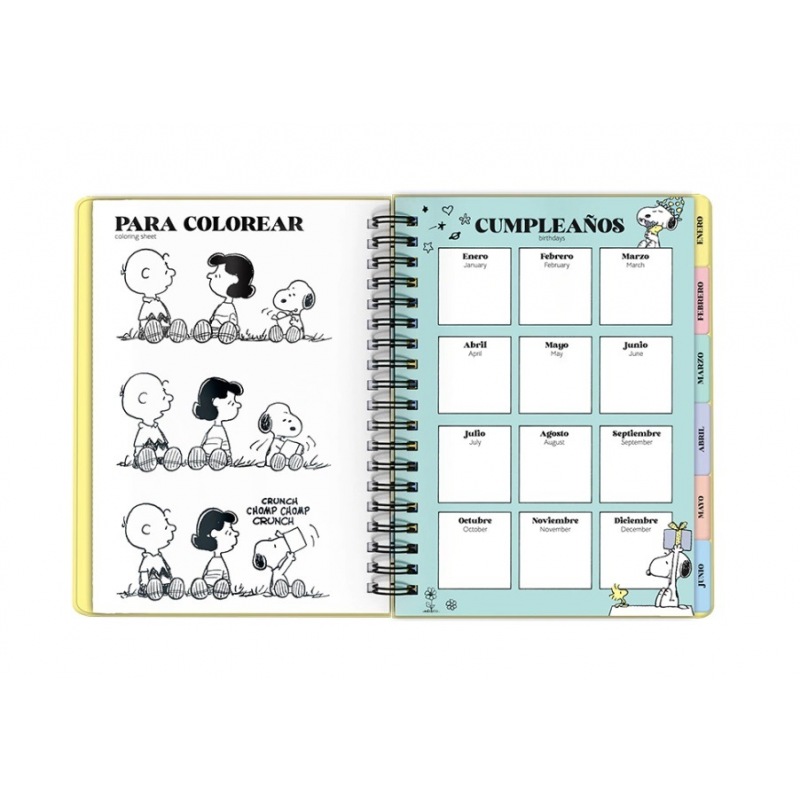 PARA COLOREAR
coloring sheet
CRUNCH
CHOMP CHOMP
CRUNCH
CUMPLEAÑOS
birthdays
Enero
January
Febrero
February
Marzo
March
Abril
April
Mayo
May
Junio
June
Julio
July
Agosto
August
Septiembre
September
Octubre
October
Noviembre
November
Diciembre
December
ENERO
FEBRERO
MARZO
ABRIL
MAYO
JUNIO